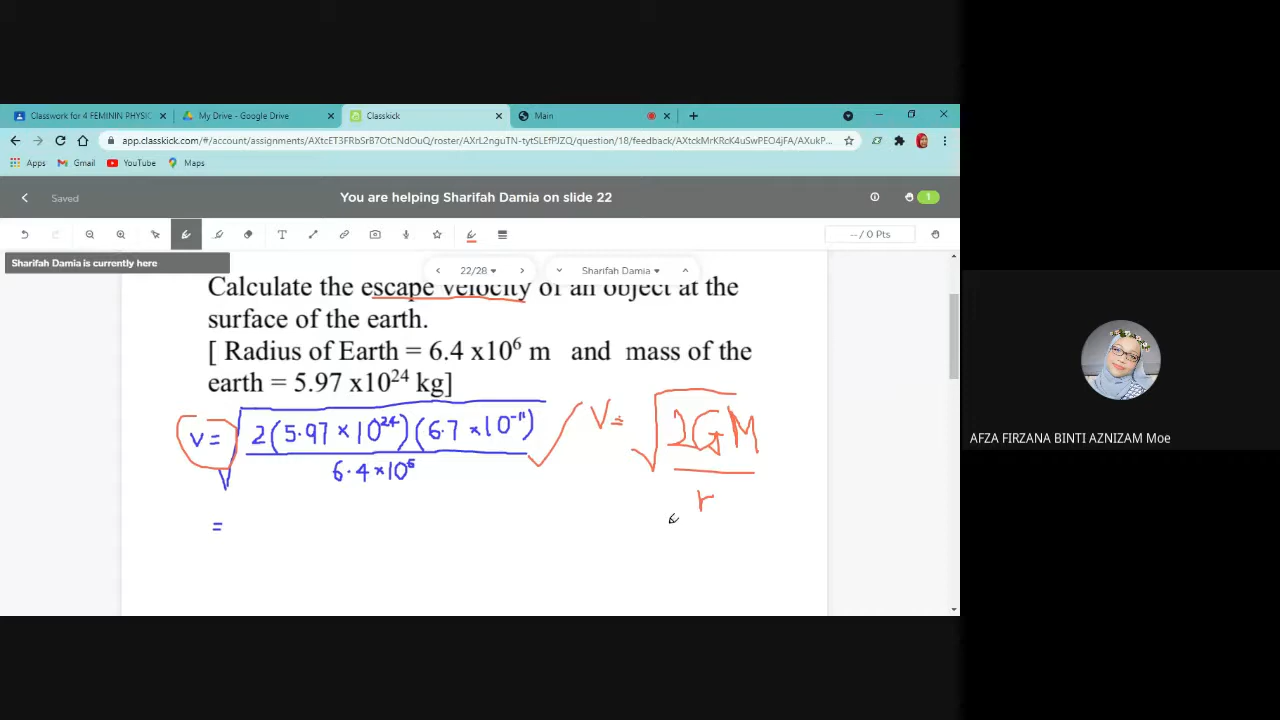 Classwork for 4 FEMININ PHYSIC
My Drive - Google Drive
Classkick
Main
app.classkick.com/#/account/assignments/AXtcET3FRbSrB7OtCNdOuQ/roster/AXrL2nguTN-tytSLEfPJZQ/question/18/feedback/AXtckMrKRcK4uSwPEO4jFA/AXukP...
Apps
Gmail
YouTube
Maps
Saved
You are helping Sharifah Damia on slide 22
1
T
-- / 0 Pts
Sharifah Damia is currently here
22/28
Sharifah Damia
Calculate the escape velocity of an object at the
surface of the earth.
[ Radius of Earth = 6.4 x10⁶ m and mass of the
earth = 5.97 x10²⁴ kg]
v = √ 2(5.97 × 10²⁴)(6.7 × 10⁻¹¹)
6.4 × 10⁶
V = √ 2GM
r
=
AFZA FIRZANA BINTI AZNIZAM Moe